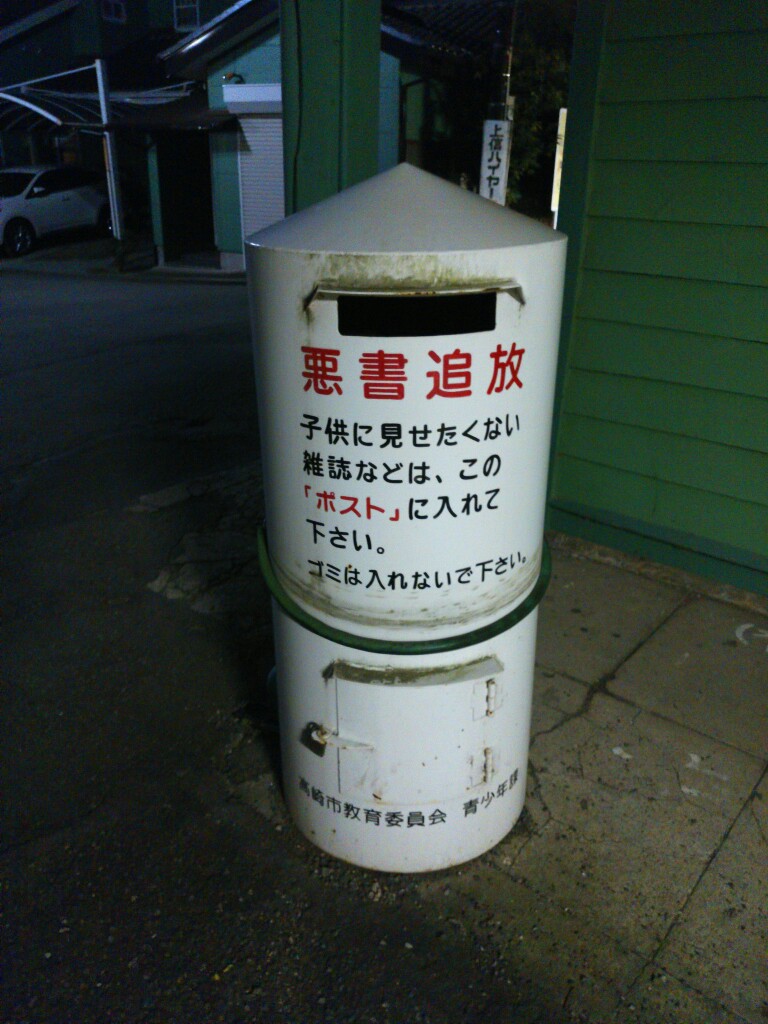 上信ハイヤー
悪書追放
子供に見せたくない
雑誌などは、この
「ポスト」に入れて
下さい。
ゴミは入れないで下さい。
高崎市教育委員会 青少年課